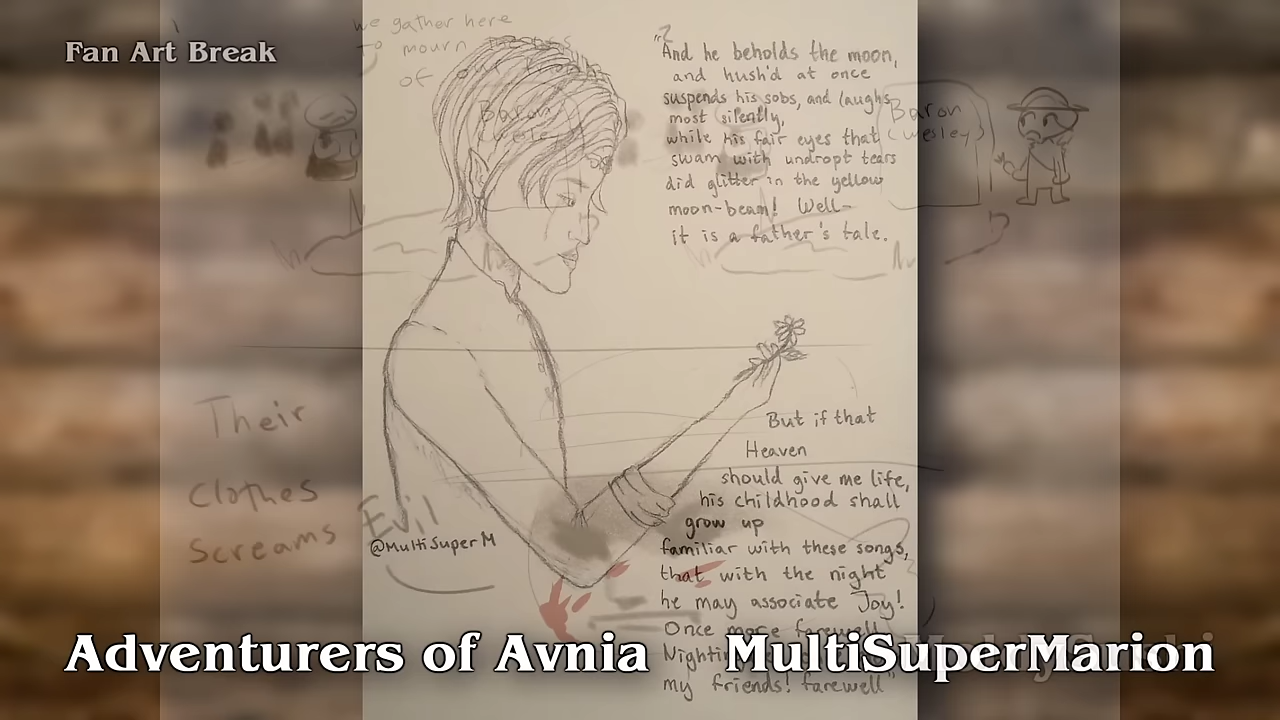 Fan Art Break
we gather here
to mourn
of
Baron
(Wesley)
"And he beholds the moon,
and hush'd at once
suspends his sobs, and laughs
most silently,
while his fair eyes that
swam with undropt tears
did glitter in the yellow
moon-beam! Well-
it is a father's tale.
Baron
(Wesley)
But if that
Heaven
should give me life,
his childhood shall
grow up
familiar with these songs,
that with the night
he may associate Joy!
Once more farewell
my friends! farewell"
Their
Clothes
Screams
Evil
@MultiSuperM
Adventurers of Avnia
MultiSuperMarion